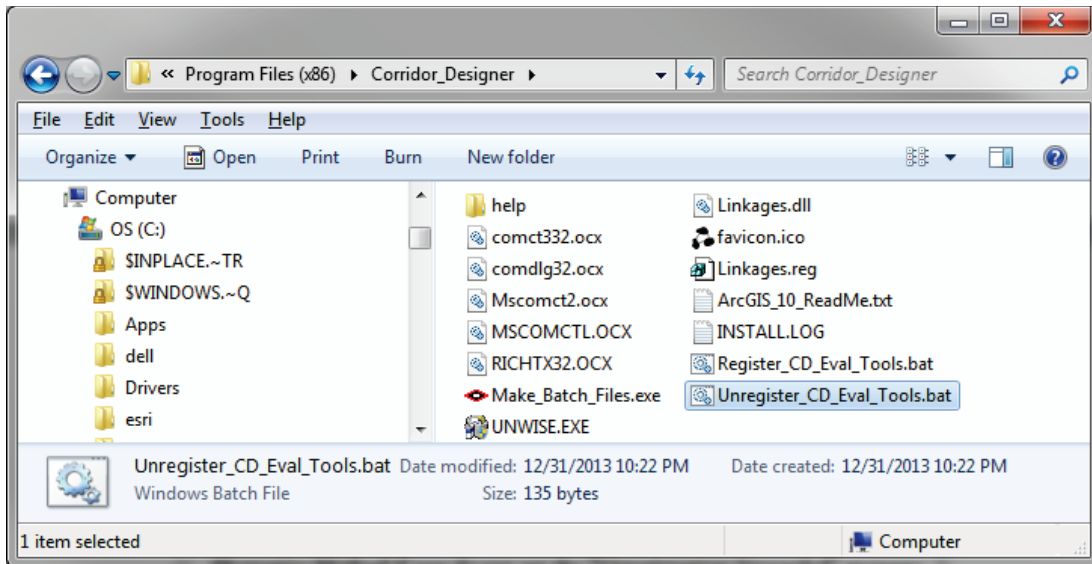 « Program Files (x86) ▸ Corridor_Designer ▸
Search Corridor_Designer
File Edit View Tools Help
Organize Open Print Burn New folder
Computer
OS (C:)
$INPLACE.~TR
$WINDOWS.~Q
Apps
dell
Drivers
esri
help
comct332.ocx
comdlg32.ocx
Mscomct2.ocx
MSCOMCTL.OCX
RICHTX32.OCX
Make_Batch_Files.exe
UNWISE.EXE
Linkages.dll
favicon.ico
Linkages.reg
ArcGIS_10_ReadMe.txt
INSTALL.LOG
Register_CD_Eval_Tools.bat
Unregister_CD_Eval_Tools.bat
Unregister_CD_Eval_Tools.bat Date modified: 12/31/2013 10:22 PM Date created: 12/31/2013 10:22 PM
Windows Batch File Size: 135 bytes
1 item selected Computer